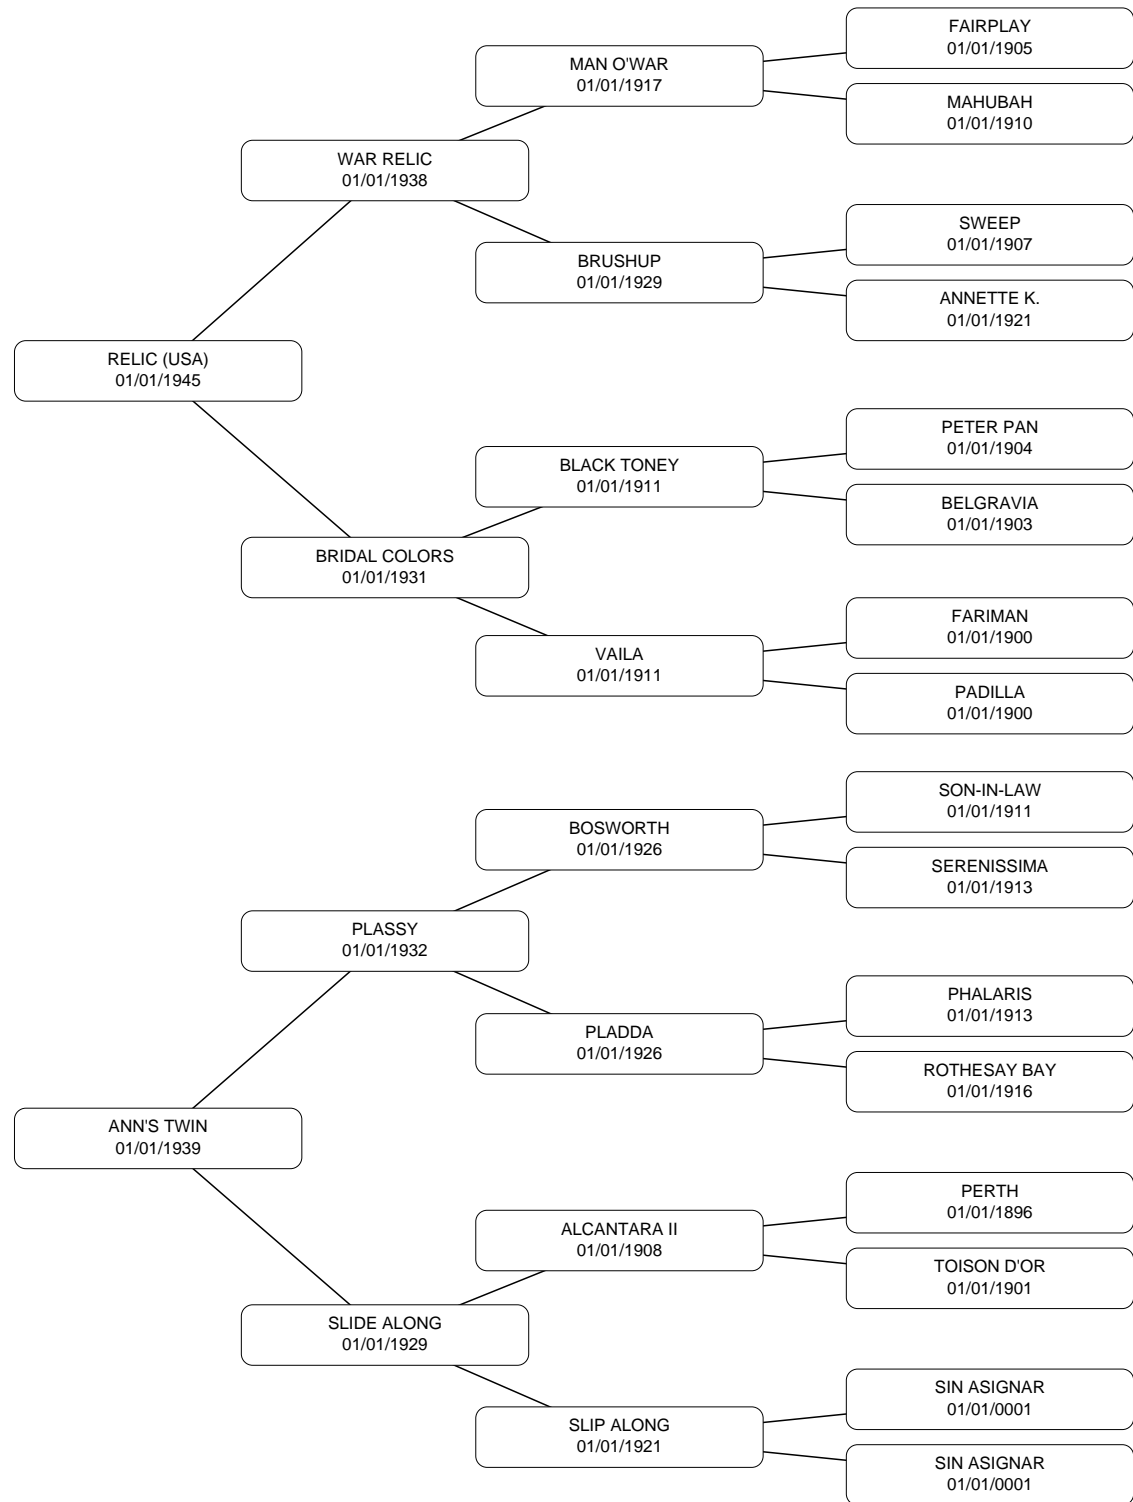 FAIRPLAY
01/01/1905
MAN O'WAR
01/01/1917
MAHUBAH
01/01/1910
WAR RELIC
01/01/1938
SWEEP
01/01/1907
BRUSHUP
01/01/1929
ANNETTE K.
01/01/1921
RELIC (USA)
01/01/1945
PETER PAN
01/01/1904
BLACK TONEY
01/01/1911
BELGRAVIA
01/01/1903
BRIDAL COLORS
01/01/1931
FARIMAN
01/01/1900
VAILA
01/01/1911
PADILLA
01/01/1900
SON-IN-LAW
01/01/1911
BOSWORTH
01/01/1926
SERENISSIMA
01/01/1913
PLASSY
01/01/1932
PHALARIS
01/01/1913
PLADDA
01/01/1926
ROTHESAY BAY
01/01/1916
ANN'S TWIN
01/01/1939
PERTH
01/01/1896
ALCANTARA II
01/01/1908
TOISON D'OR
01/01/1901
SLIDE ALONG
01/01/1929
SIN ASIGNAR
01/01/0001
SLIP ALONG
01/01/1921
SIN ASIGNAR
01/01/0001